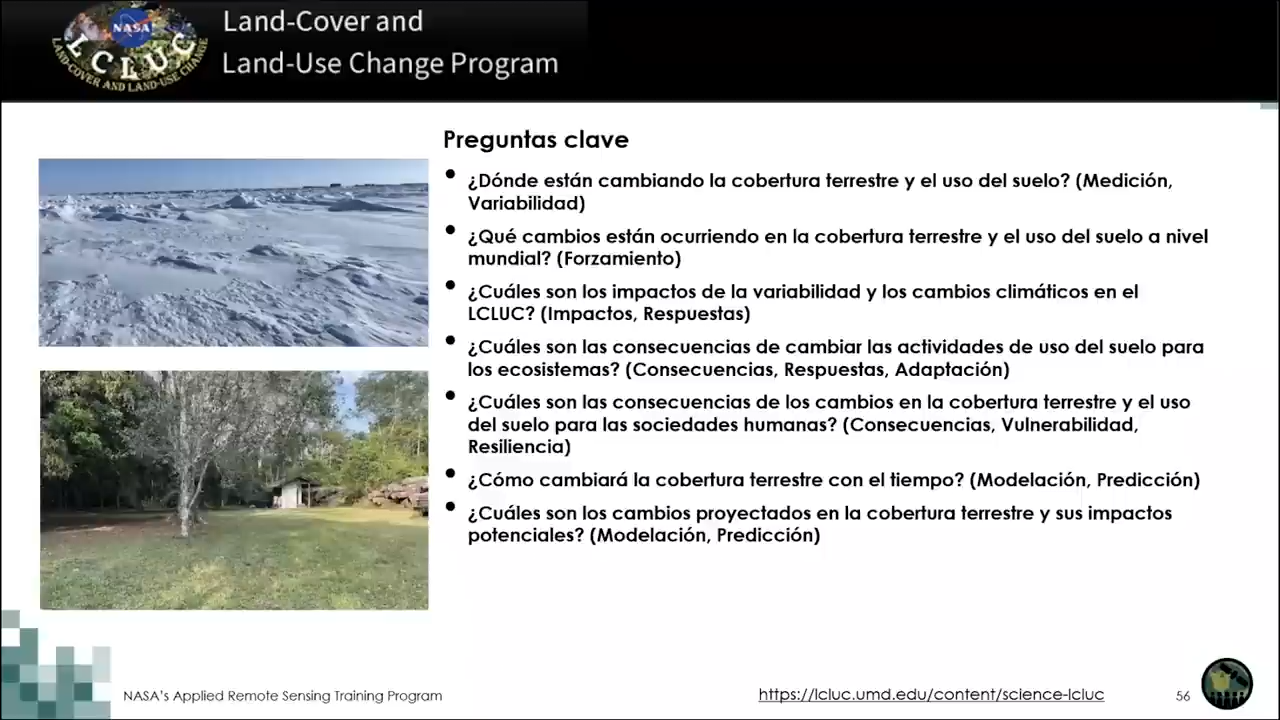 NASA
LCLUC
LAND-COVER AND LAND-USE CHANGE
Land-Cover and
Land-Use Change Program
Preguntas clave
• ¿Dónde están cambiando la cobertura terrestre y el uso del suelo? (Medición,
Variabilidad)
• ¿Qué cambios están ocurriendo en la cobertura terrestre y el uso del suelo a nivel
mundial? (Forzamiento)
• ¿Cuáles son los impactos de la variabilidad y los cambios climáticos en el
LCLUC? (Impactos, Respuestas)
• ¿Cuáles son las consecuencias de cambiar las actividades de uso del suelo para
los ecosistemas? (Consecuencias, Respuestas, Adaptación)
• ¿Cuáles son las consecuencias de los cambios en la cobertura terrestre y el uso
del suelo para las sociedades humanas? (Consecuencias, Vulnerabilidad,
Resiliencia)
• ¿Cómo cambiará la cobertura terrestre con el tiempo? (Modelación, Predicción)
• ¿Cuáles son los cambios proyectados en la cobertura terrestre y sus impactos
potenciales? (Modelación, Predicción)
NASA's Applied Remote Sensing Training Program
https://lcluc.umd.edu/content/science-lcluc
56